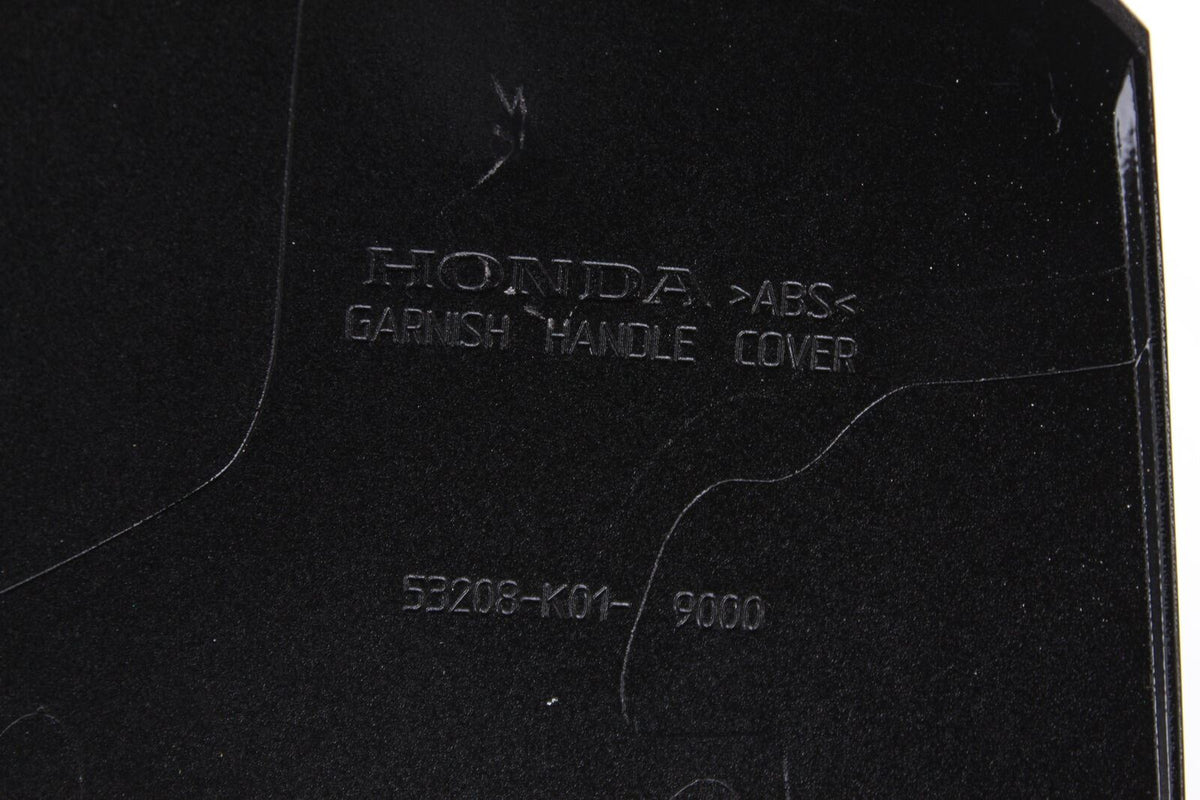 HONDA >ABS<
GARNISH HANDLE COVER
53208-K01- 9000